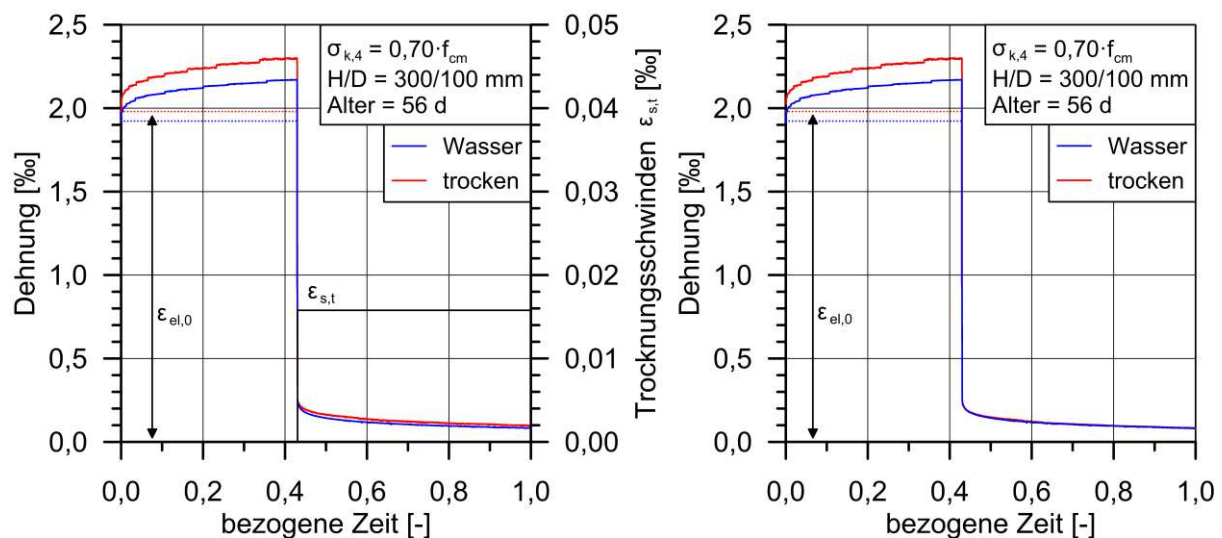 2,5
2,0
1,5
1,0
0,5
0,0
Dehnung [‰]
σk,4 = 0,70·fcm
H/D = 300/100 mm
Alter = 56 d
Wasser
trocken
εel,0
εs,t
0,05
0,04
0,03
0,02
0,01
0,00
Trocknungsschwinden εs,t [‰]
0,0 0,2 0,4 0,6 0,8 1,0
bezogene Zeit [-]
2,5
2,0
1,5
1,0
0,5
0,0
Dehnung [‰]
σk,4 = 0,70·fcm
H/D = 300/100 mm
Alter = 56 d
Wasser
trocken
εel,0
0,0 0,2 0,4 0,6 0,8 1,0
bezogene Zeit [-]